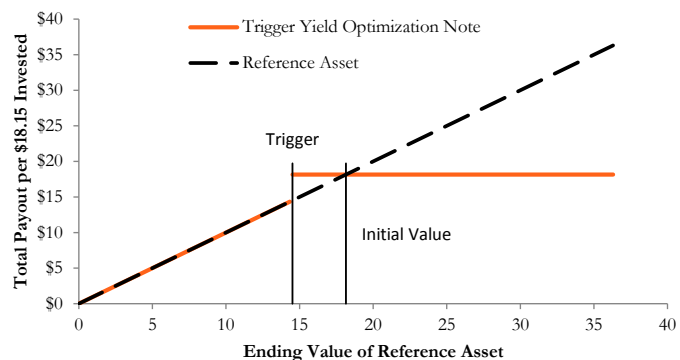 $40
$35
$30
$25
$20
$15
$10
$5
$0
Total Payout per $18.15 Invested
Trigger Yield Optimization Note
Reference Asset
Trigger
Initial Value
0 5 10 15 20 25 30 35 40
Ending Value of Reference Asset